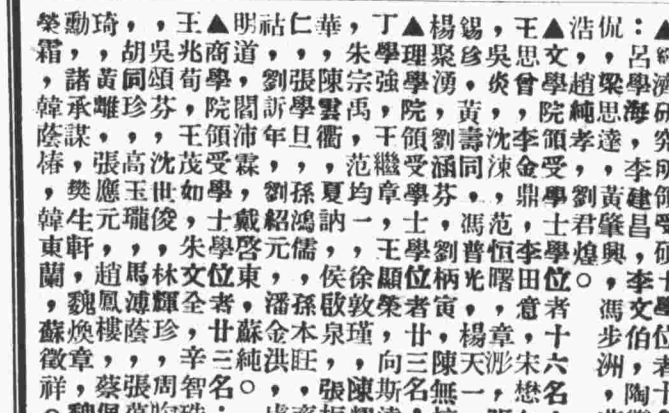 ，呂學海，李建昌，李文伯，陶
侃，梁思達，黃肇興，馮步洲，
浩，趙純孝，劉君煌。
▲文學院領受學士學位者十六名
王思曾，李金鼎，李田意，宋懋
，吳炎，沈涑，范恒曙，章渺，
錫珍，黃壽同，馮普光，楊天一，
楊聚湧，劉涵芬，劉柄寅，陳無
▲理學院領受學士學位者，廿三名
丁學強，王繼章，王顯榮，向斯
，朱宗禹，范均一，徐敦瑾，陳
華，陳雲衢，夏訥，侯啟泉，張
仁，張學旦，孫鴻儒，孫本旺，
祜，劉訢年，劉紹元，潘金洪，
明道，閻沛霖，戴啓東，蘇純。
▲商學院領受學士學位者，廿三名：
王兆荀，王茂如，朱文全，辛智
，吳頌芬，沈世俊，林輝珍，周
，胡同珍，高玉瓏，馬溥蔭，張
琦，黃離，張應元，趙鳳樓，蔡
勳，諸承謀，樊生軒，魏煥章，魏
榮霜，韓蔭椿，韓東蘭，蘇徵祥。